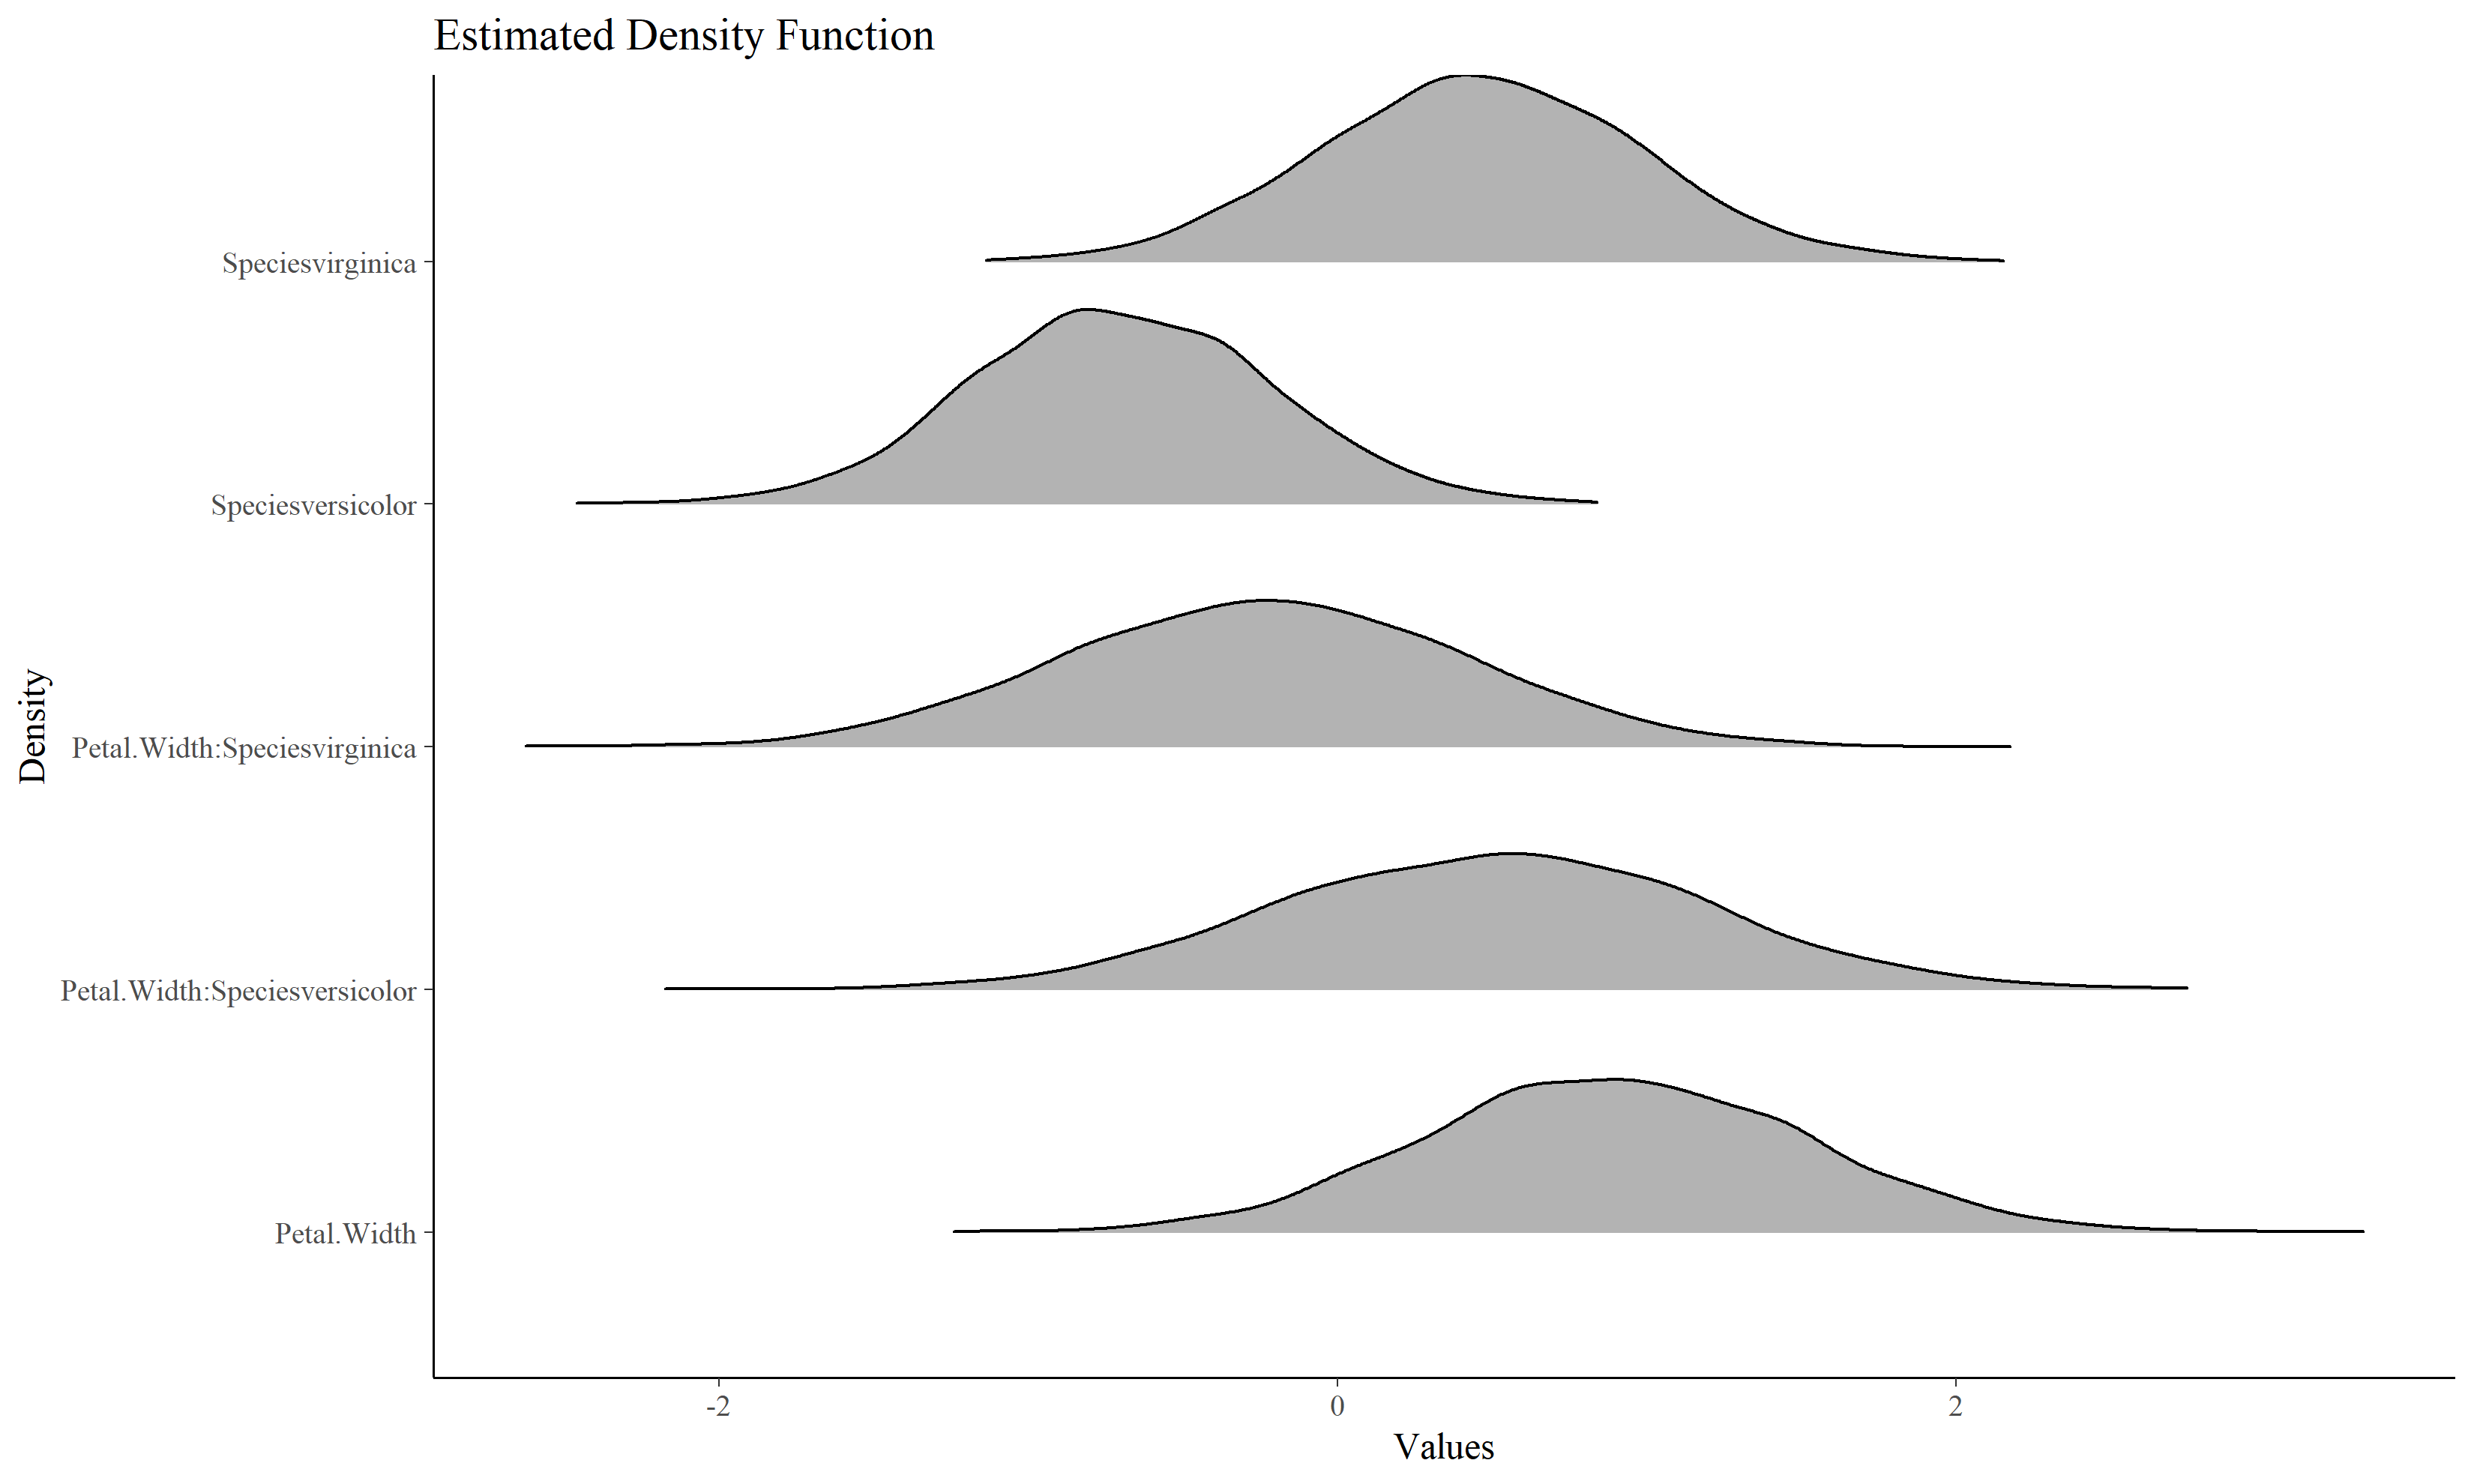 Estimated Density Function
Speciesvirginica
Speciesversicolor
Petal.Width:Speciesvirginica
Petal.Width:Speciesversicolor
Petal.Width
Density
-2 0 2
Values